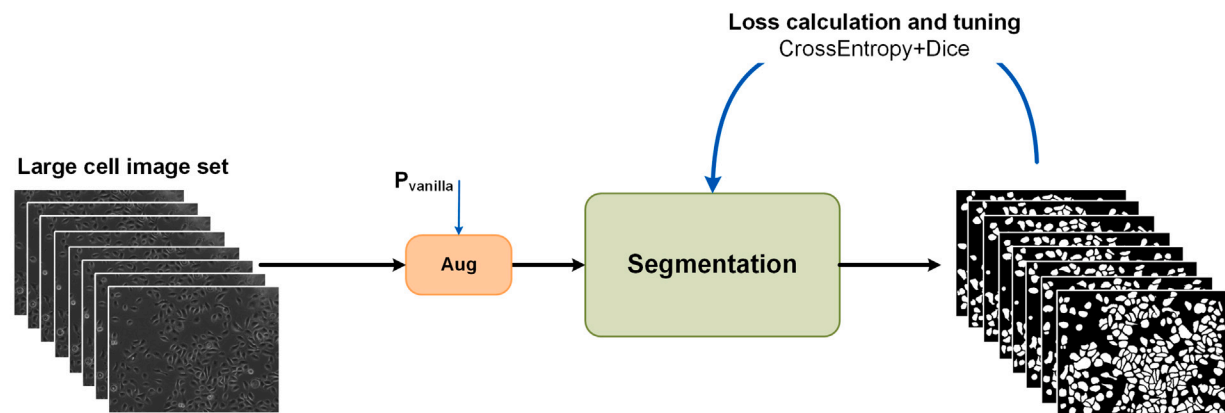 Loss calculation and tuning
CrossEntropy+Dice
Large cell image set
Pvanilla
Aug
Segmentation